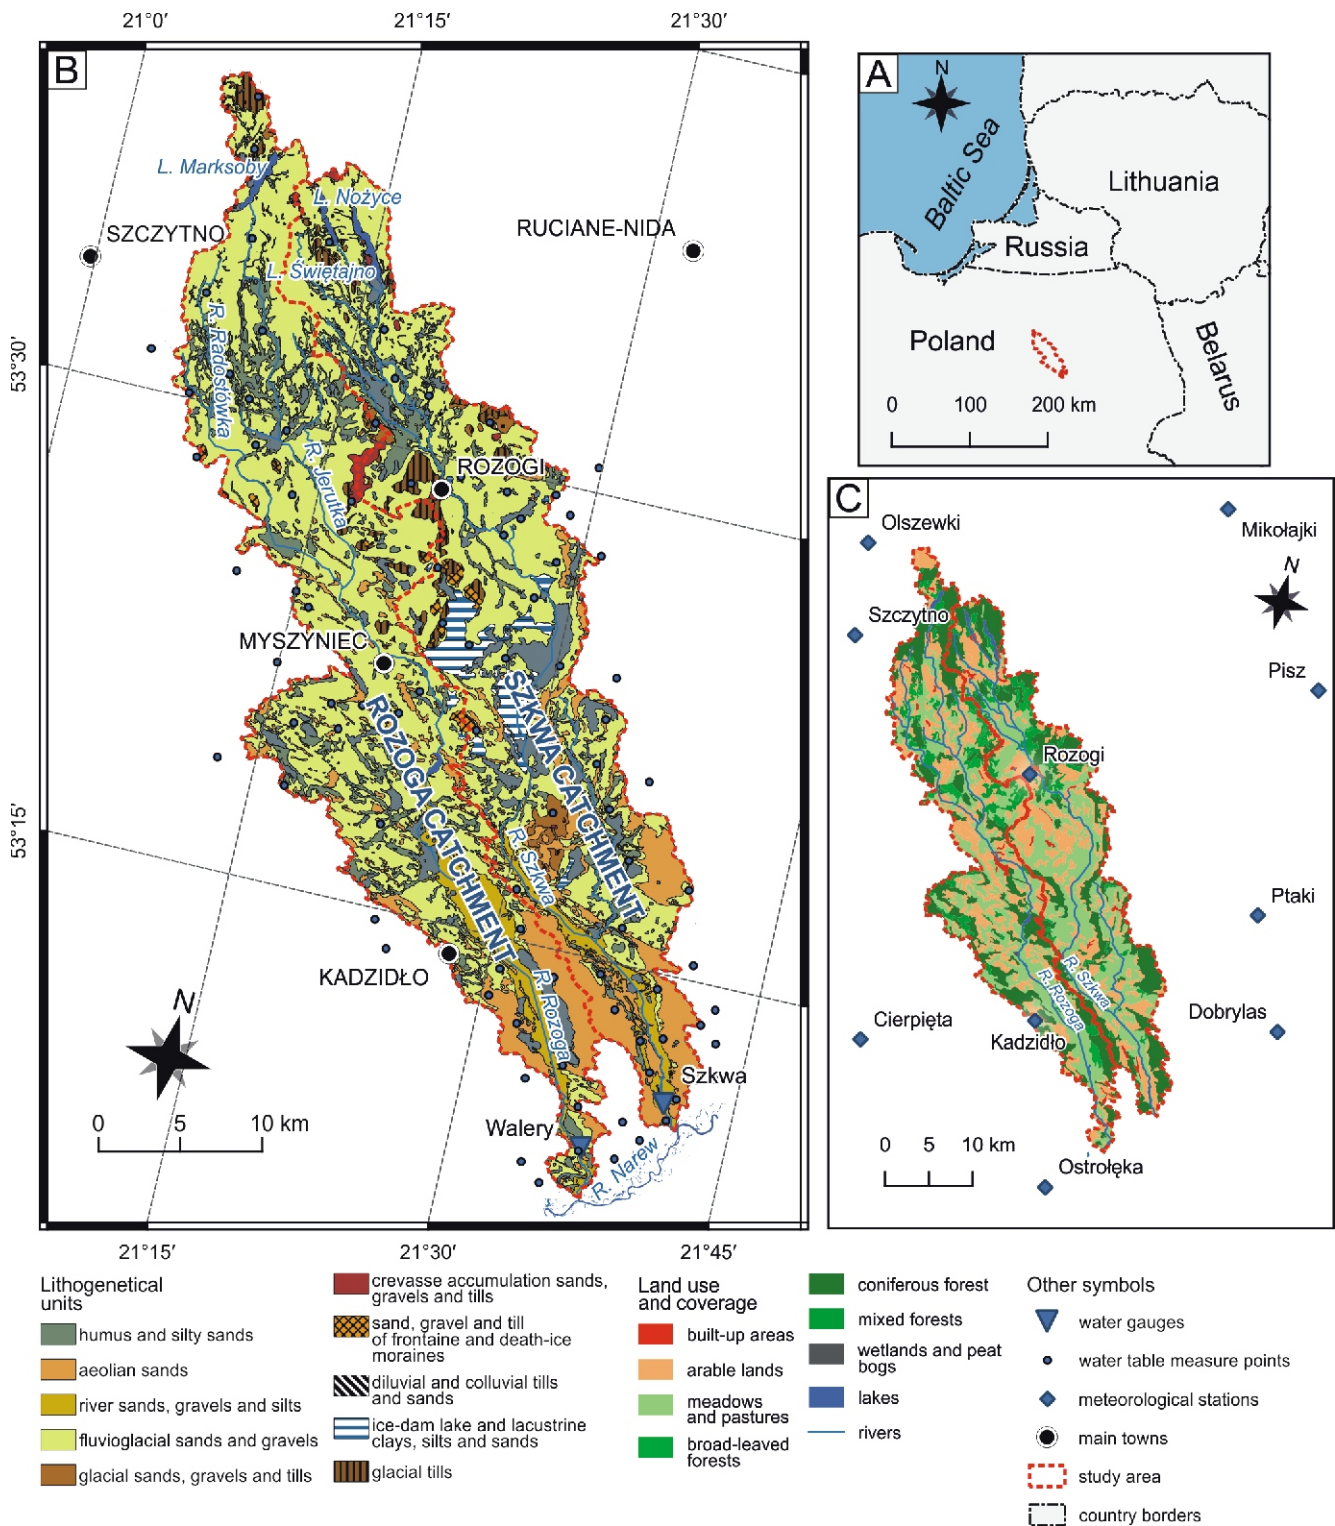 21°0′
21°15′
21°30′
B
L. Marksoby
L. Nożyce
SZCZYTNO
RUCIANE-NIDA
L. Świętajno
R. Radostówka
53°30′
R. Jerutka
ROZOGI
MYSZYNIEC
ROZOGA CATCHMENT
SZKWA CATCHMENT
53°15′
R. Szkwa
KADZIDŁO
R. Rozoga
N
0
5
10 km
Szkwa
Walery
R. Narew
21°15′
21°30′
21°45′
A
N
Baltic Sea
Lithuania
Russia
Poland
Belarus
0
100
200 km
C
Olszewki
Mikołajki
N
Szczytno
Pisz
Rozogi
Ptaki
R. Szkwa
R. Rozoga
Cierpięta
Dobrylas
Kadzidło
0
5
10 km
Ostrołęka
Lithogenetical
units
humus and silty sands
aeolian sands
river sands, gravels and silts
fluvioglacial sands and gravels
glacial sands, gravels and tills
crevasse accumulation sands,
gravels and tills
sand, gravel and till
of frontaine and death-ice
moraines
diluvial and colluvial tills
and sands
ice-dam lake and lacustrine
clays, silts and sands
glacial tills
Land use
and coverage
built-up areas
arable lands
meadows
and pastures
broad-leaved
forests
coniferous forest
mixed forests
wetlands and peat
bogs
lakes
rivers
Other symbols
water gauges
water table measure points
meteorological stations
main towns
study area
country borders